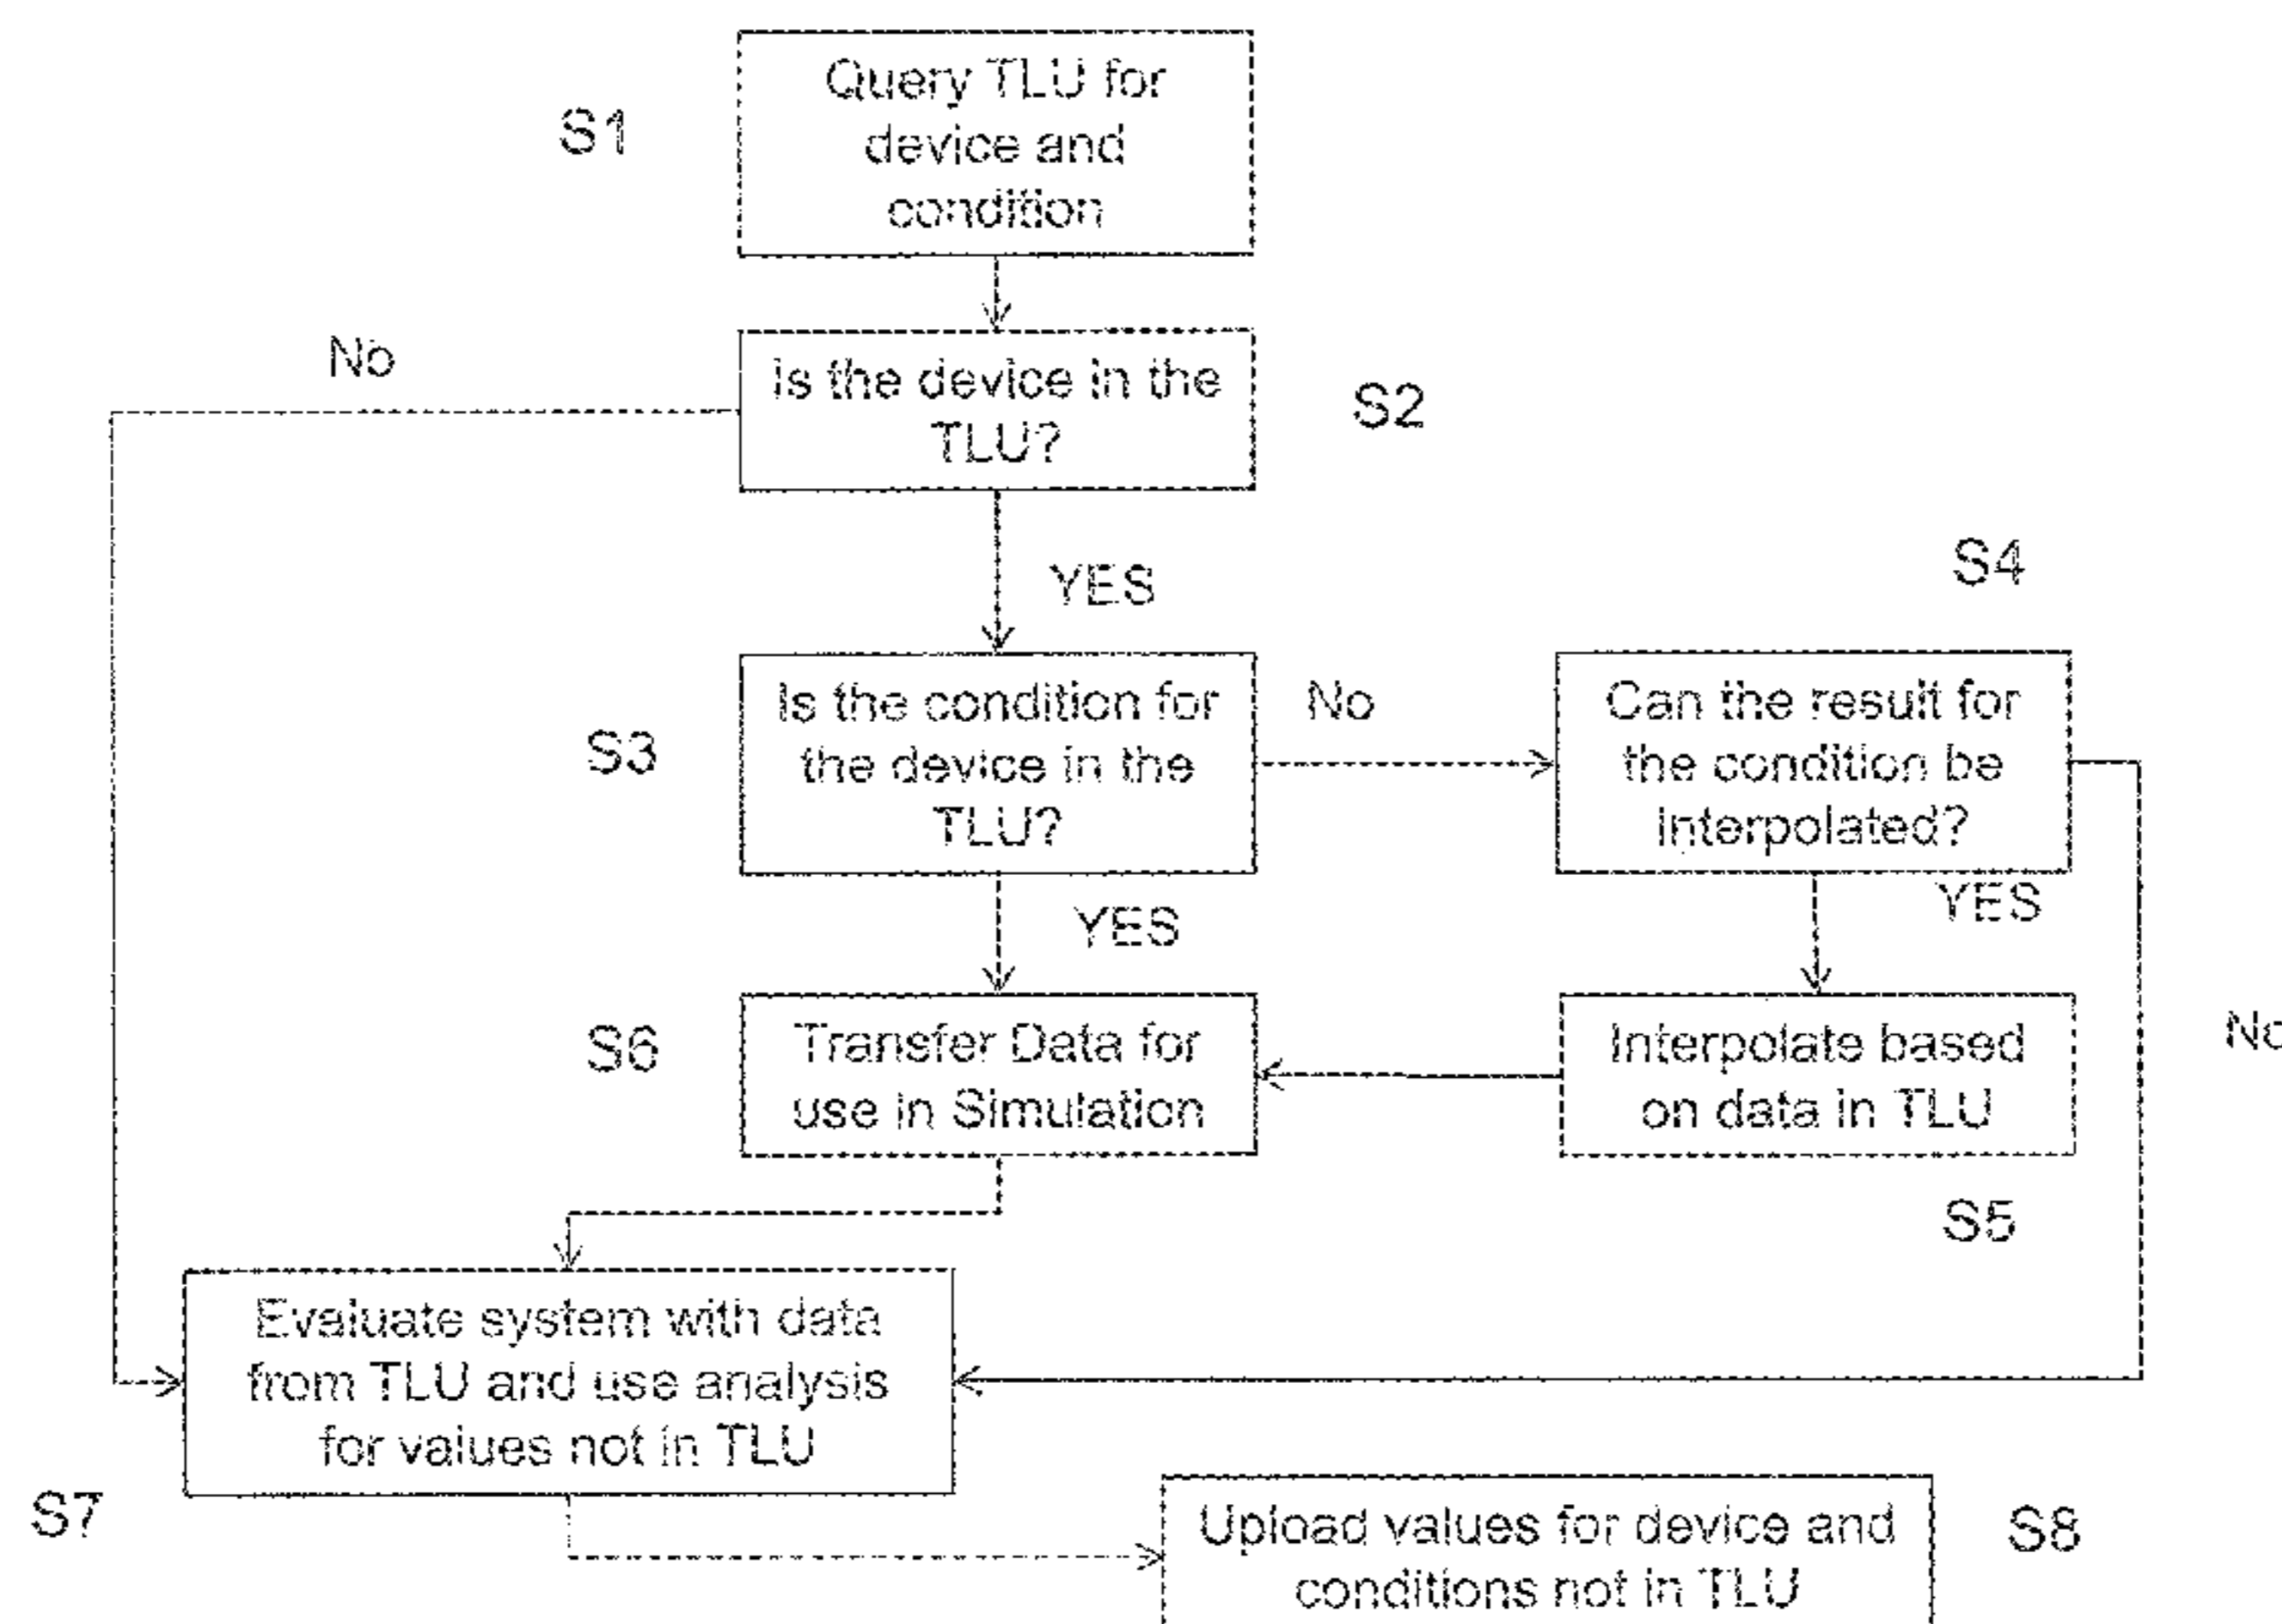 S1
Query TLU for
device and
condition
No
is the device in the
TLU?
S2
YES
S4
S3
Is the condition for
the device in the
TLU?
No
Can the result for
the condition be
interpolated?
YES
YES
S6
Transfer Data for
use in Simulation
Interpolate based
on data in TLU
No
S5
Evaluate system with data
from TLU and use analysis
for values not in TLU
S7
Upload values for device and
conditions not in TLU
S8